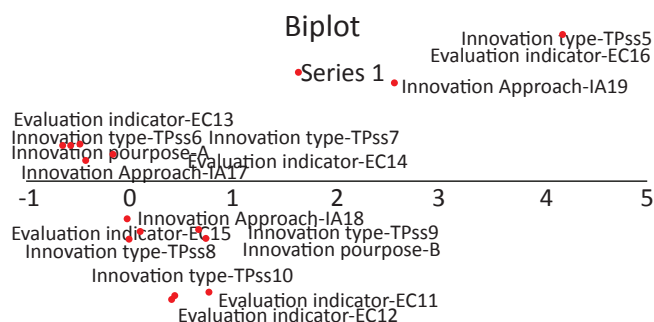 Biplot
Innovation type-TPss5
Evaluation indicator-EC16
Series 1
Innovation Approach-IA19
Evaluation indicator-EC13
Innovation type-TPss6 Innovation type-TPss7
Innovation pourpose-A
Evaluation indicator-EC14
Innovation Approach-IA17
-1 0 1 2 3 4 5
Innovation Approach-IA18
Evaluation indicator-EC15 Innovation type-TPss9
Innovation type-TPss8 Innovation pourpose-B
Innovation type-TPss10
Evaluation indicator-EC11
Evaluation indicator-EC12